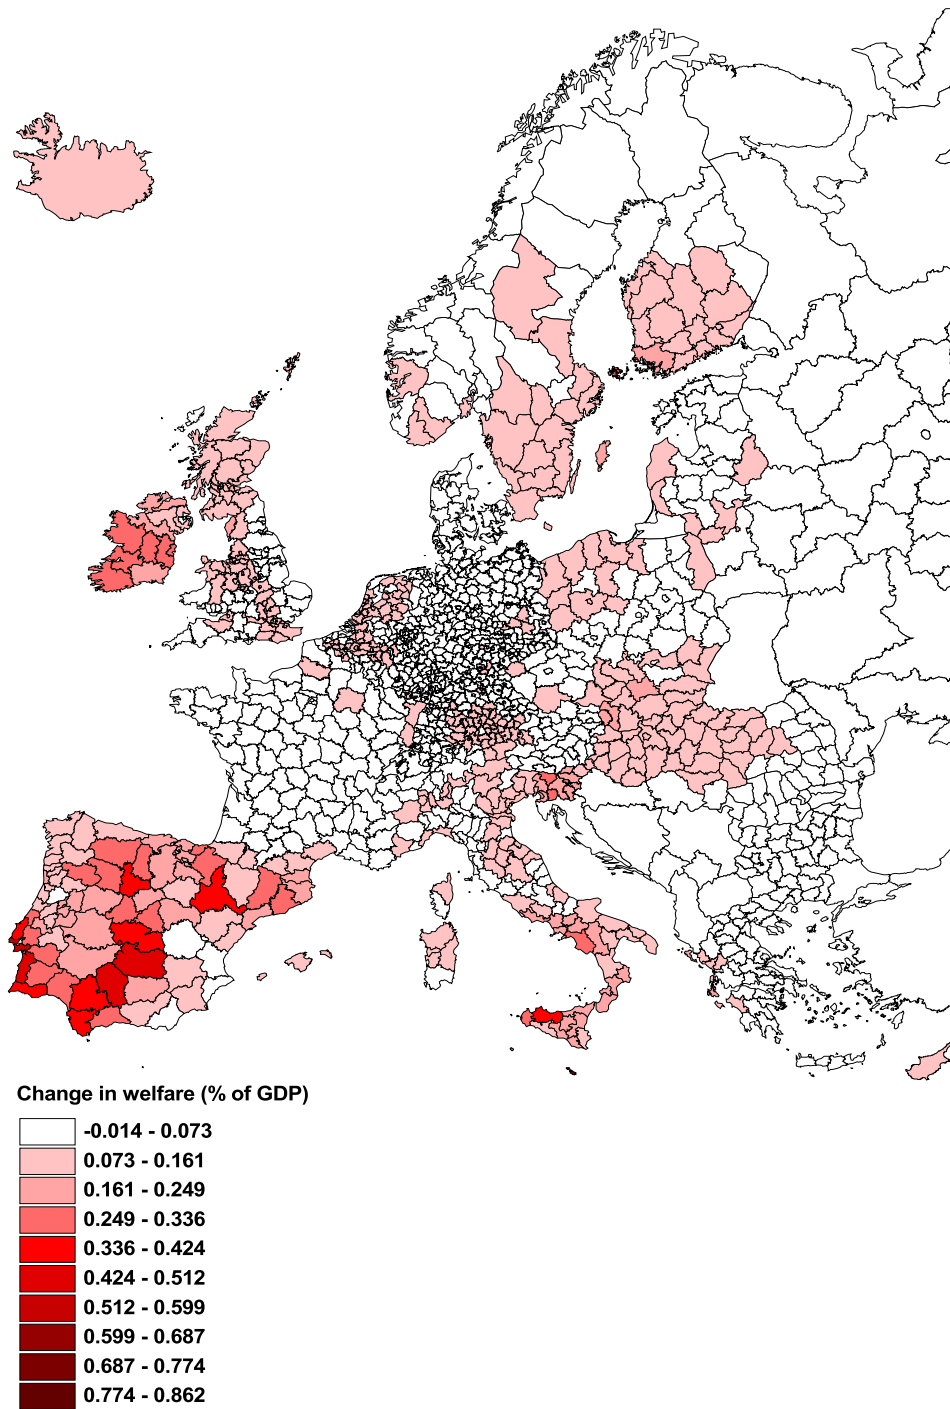 Change in welfare (% of GDP)
-0.014 - 0.073
0.073 - 0.161
0.161 - 0.249
0.249 - 0.336
0.336 - 0.424
0.424 - 0.512
0.512 - 0.599
0.599 - 0.687
0.687 - 0.774
0.774 - 0.862